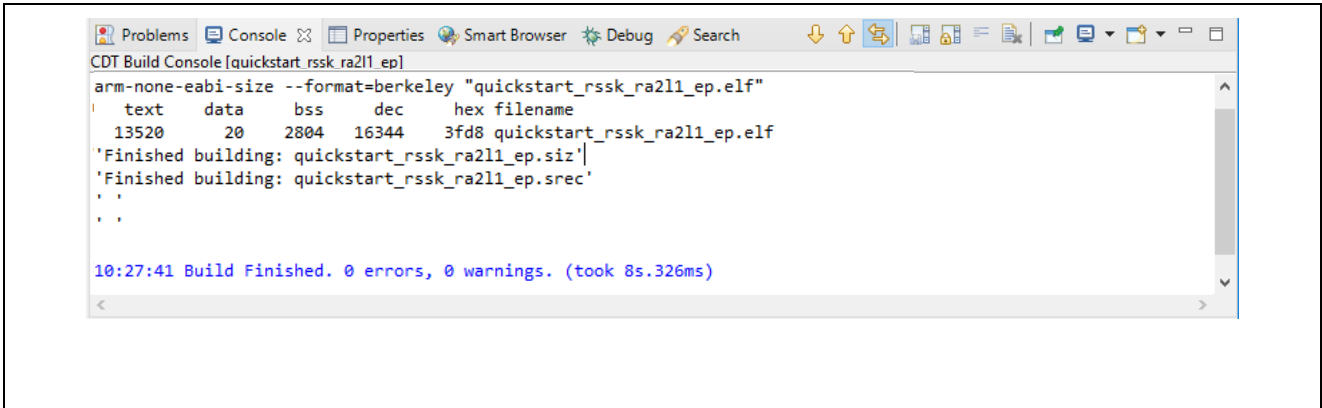 Problems Console Properties Smart Browser Debug Search
CDT Build Console [quickstart_rssk_ra2l1_ep]
arm-none-eabi-size --format=berkeley "quickstart_rssk_ra2l1_ep.elf"
text data bss dec hex filename
13520 20 2804 16344 3fd8 quickstart_rssk_ra2l1_ep.elf
'Finished building: quickstart_rssk_ra2l1_ep.siz'
'Finished building: quickstart_rssk_ra2l1_ep.srec'
' '
' '
10:27:41 Build Finished. 0 errors, 0 warnings. (took 8s.326ms)